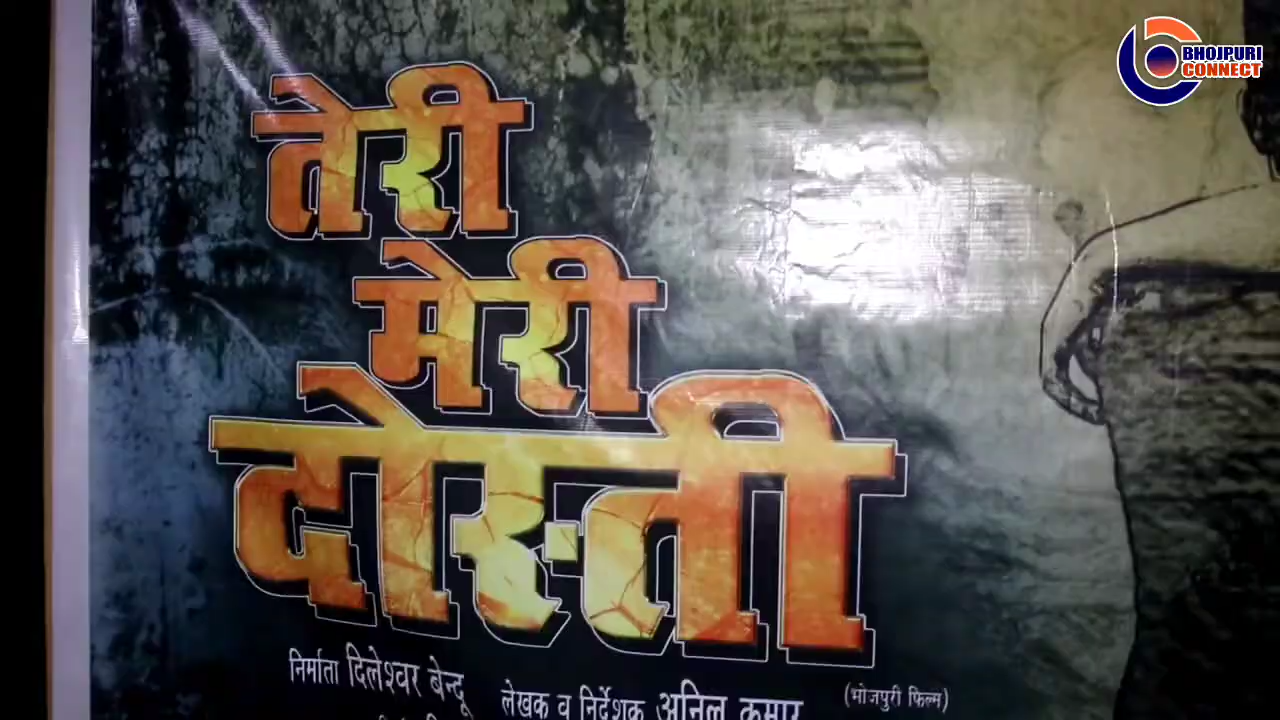 BHOJPURI
CONNECT
तेरी
मेरी
दोस्ती
निर्माता दिलेश्वर बेन्दू लेखक व निर्देशक अनिल कुमार (भोजपुरी फिल्म)